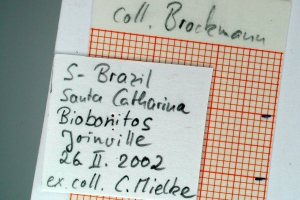 coll. Brockmann
S- Brazil
Santa Catharina
Biobonitos
Joinville
26. II. 2002
ex. coll. C. Mielke